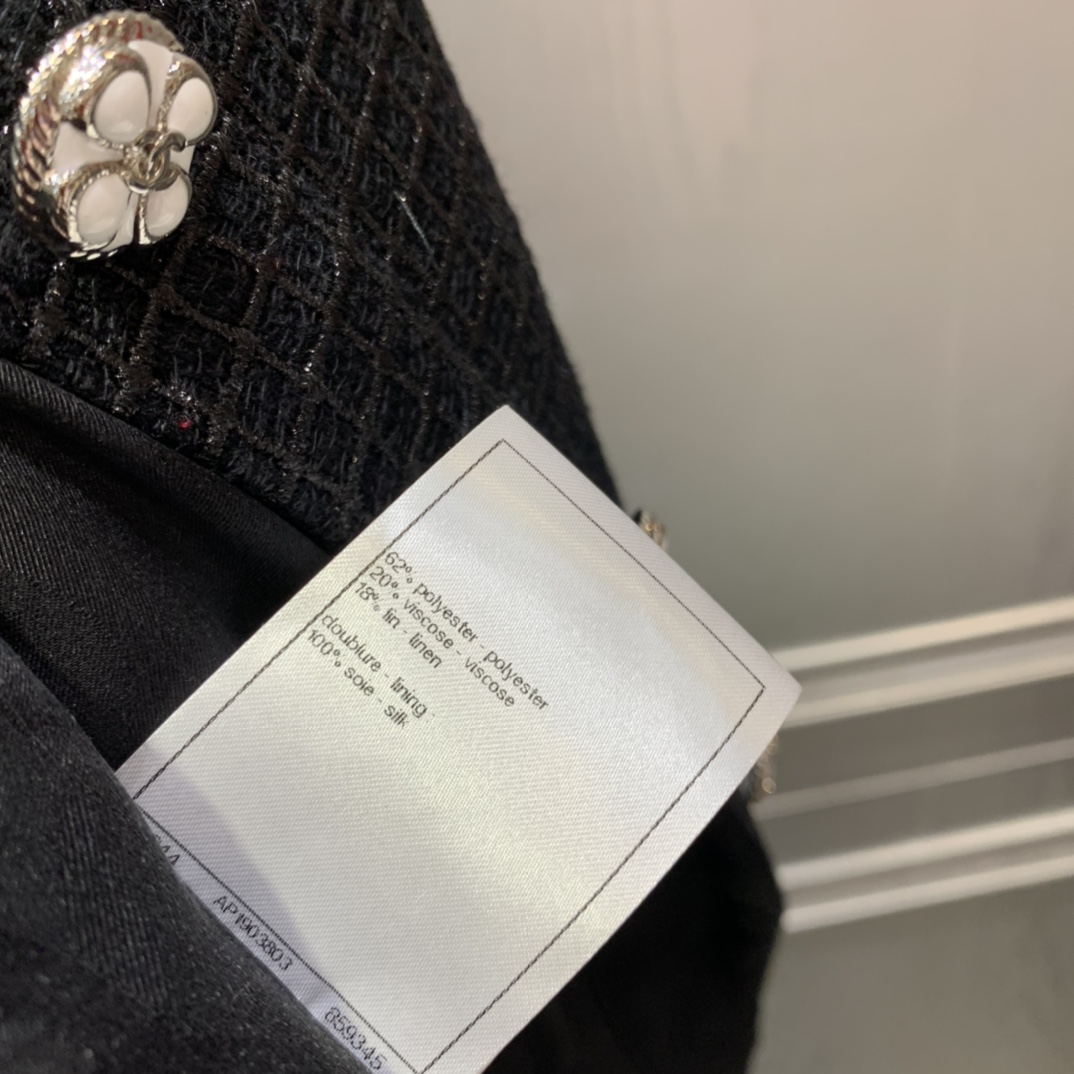 62% polyester - polyester
20% viscose - viscose
18% lin - linen
doublure - lining -
100% soie - silk
AP1903803
859345